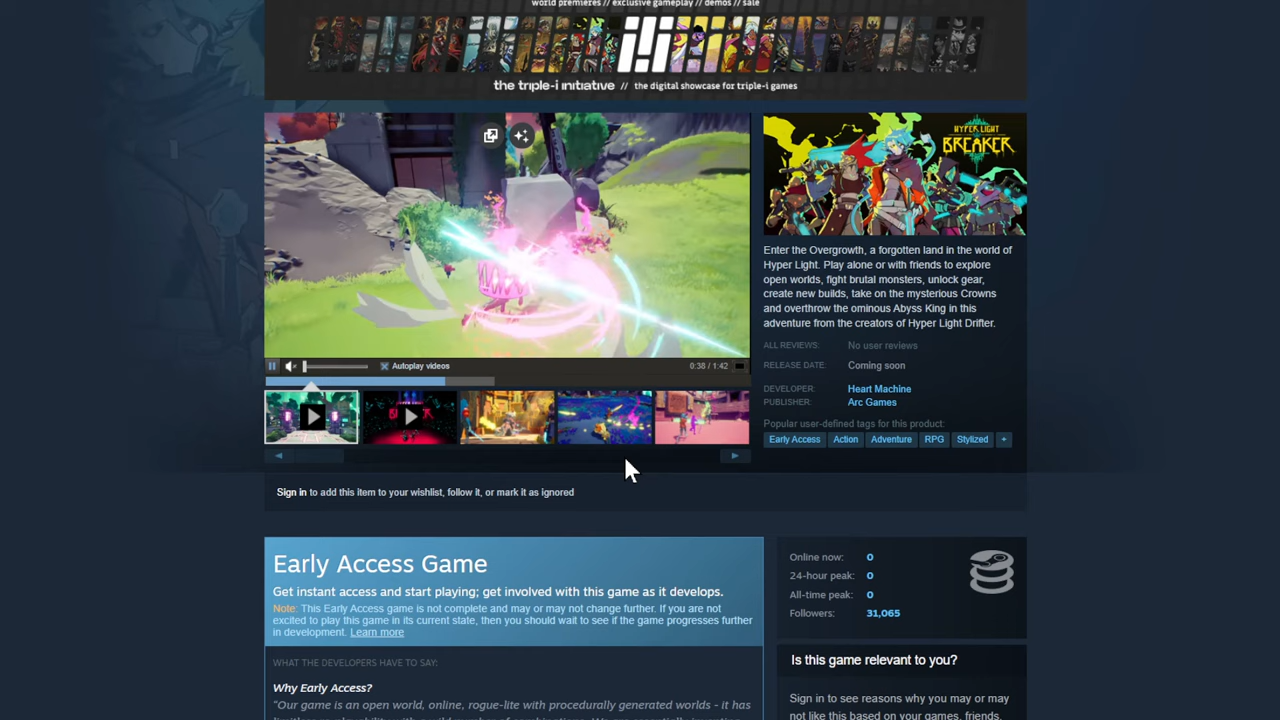 world premieres // exclusive gameplay // demos // sale
the triple-i initiative // the digital showcase for triple-i games
HYPER LIGHT
BREAKER
Enter the Overgrowth, a forgotten land in the world of
Hyper Light. Play alone or with friends to explore
open worlds, fight brutal monsters, unlock gear,
create new builds, take on the mysterious Crowns
and overthrow the ominous Abyss King in this
adventure from the creators of Hyper Light Drifter.
ALL REVIEWS: No user reviews
RELEASE DATE: Coming soon
DEVELOPER: Heart Machine
PUBLISHER: Arc Games
Popular user-defined tags for this product:
Early Access Action Adventure RPG Stylized +
Autoplay videos 0:38 / 1:42
Sign in to add this item to your wishlist, follow it, or mark it as ignored
Early Access Game
Get instant access and start playing; get involved with this game as it develops.
Note: This Early Access game is not complete and may or may not change further. If you are not
excited to play this game in its current state, then you should wait to see if the game progresses further
in development. Learn more
WHAT THE DEVELOPERS HAVE TO SAY:
Why Early Access?
"Our game is an open world, online, rogue-lite with procedurally generated worlds - it has
Online now: 0
24-hour peak: 0
All-time peak: 0
Followers: 31,065
Is this game relevant to you?
Sign in to see reasons why you may or may
not like this based on your games, friends,